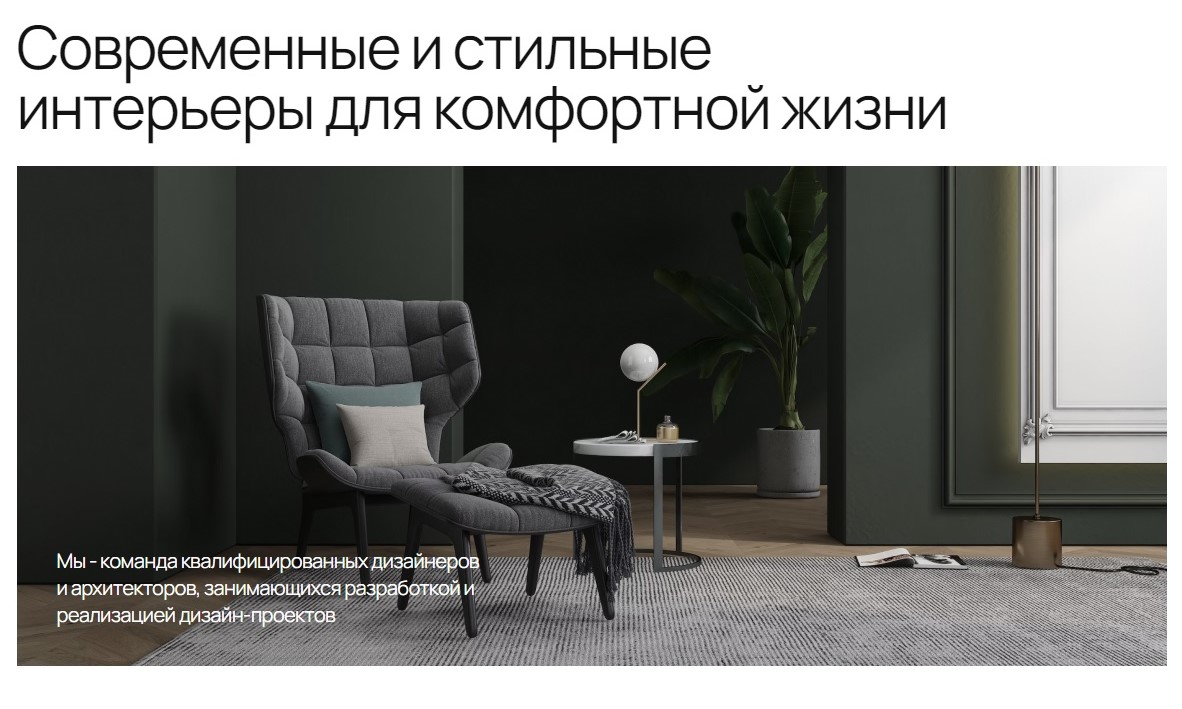 Современные и стильные
интерьеры для комфортной жизни
Мы - команда квалифицированных дизайнеров
и архитекторов, занимающихся разработкой и
реализацией дизайн-проектов